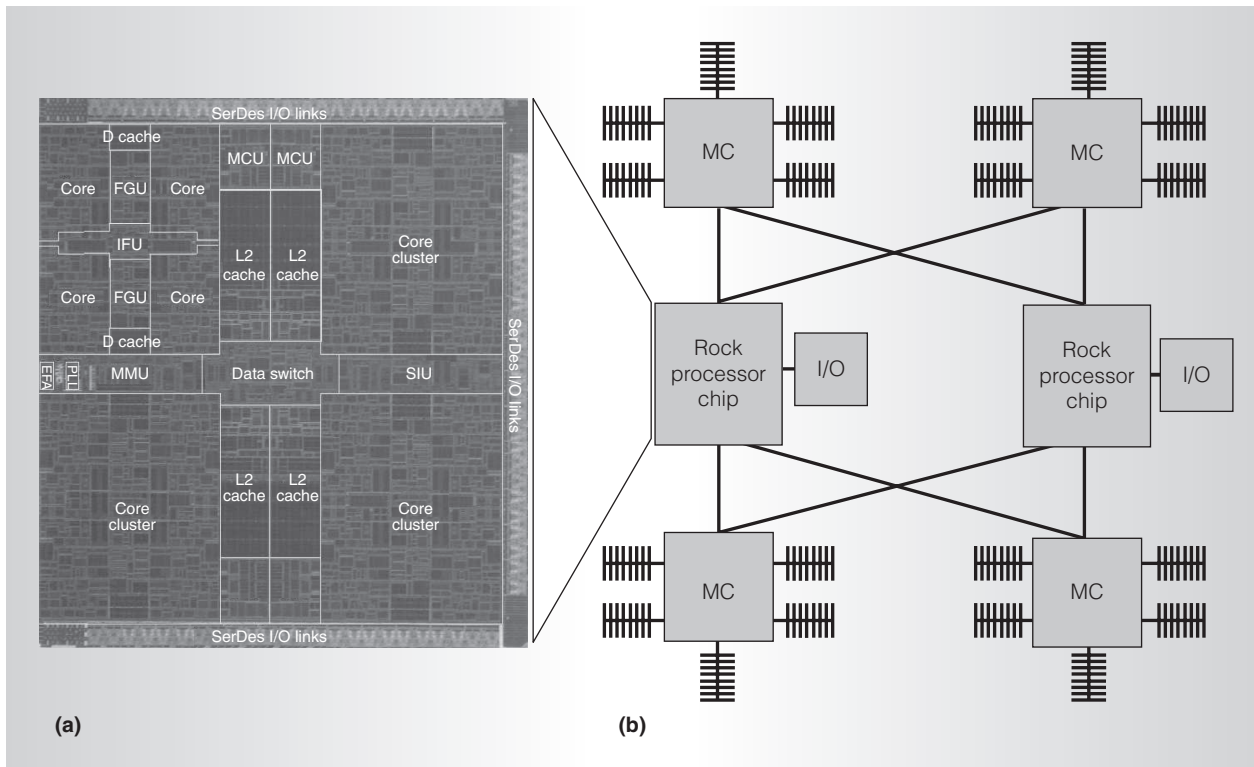 SerDes I/O links
D cache
MCU MCU
Core FGU Core
IFU
L2
cache
L2
cache
Core
cluster
Core FGU Core
D cache
EFA
PLL
MMU
Data switch
SIU
SerDes I/O links
L2
cache
L2
cache
Core
cluster
Core
cluster
SerDes I/O links
(a)
MC
MC
Rock
processor
chip
I/O
Rock
processor
chip
I/O
MC
MC
(b)